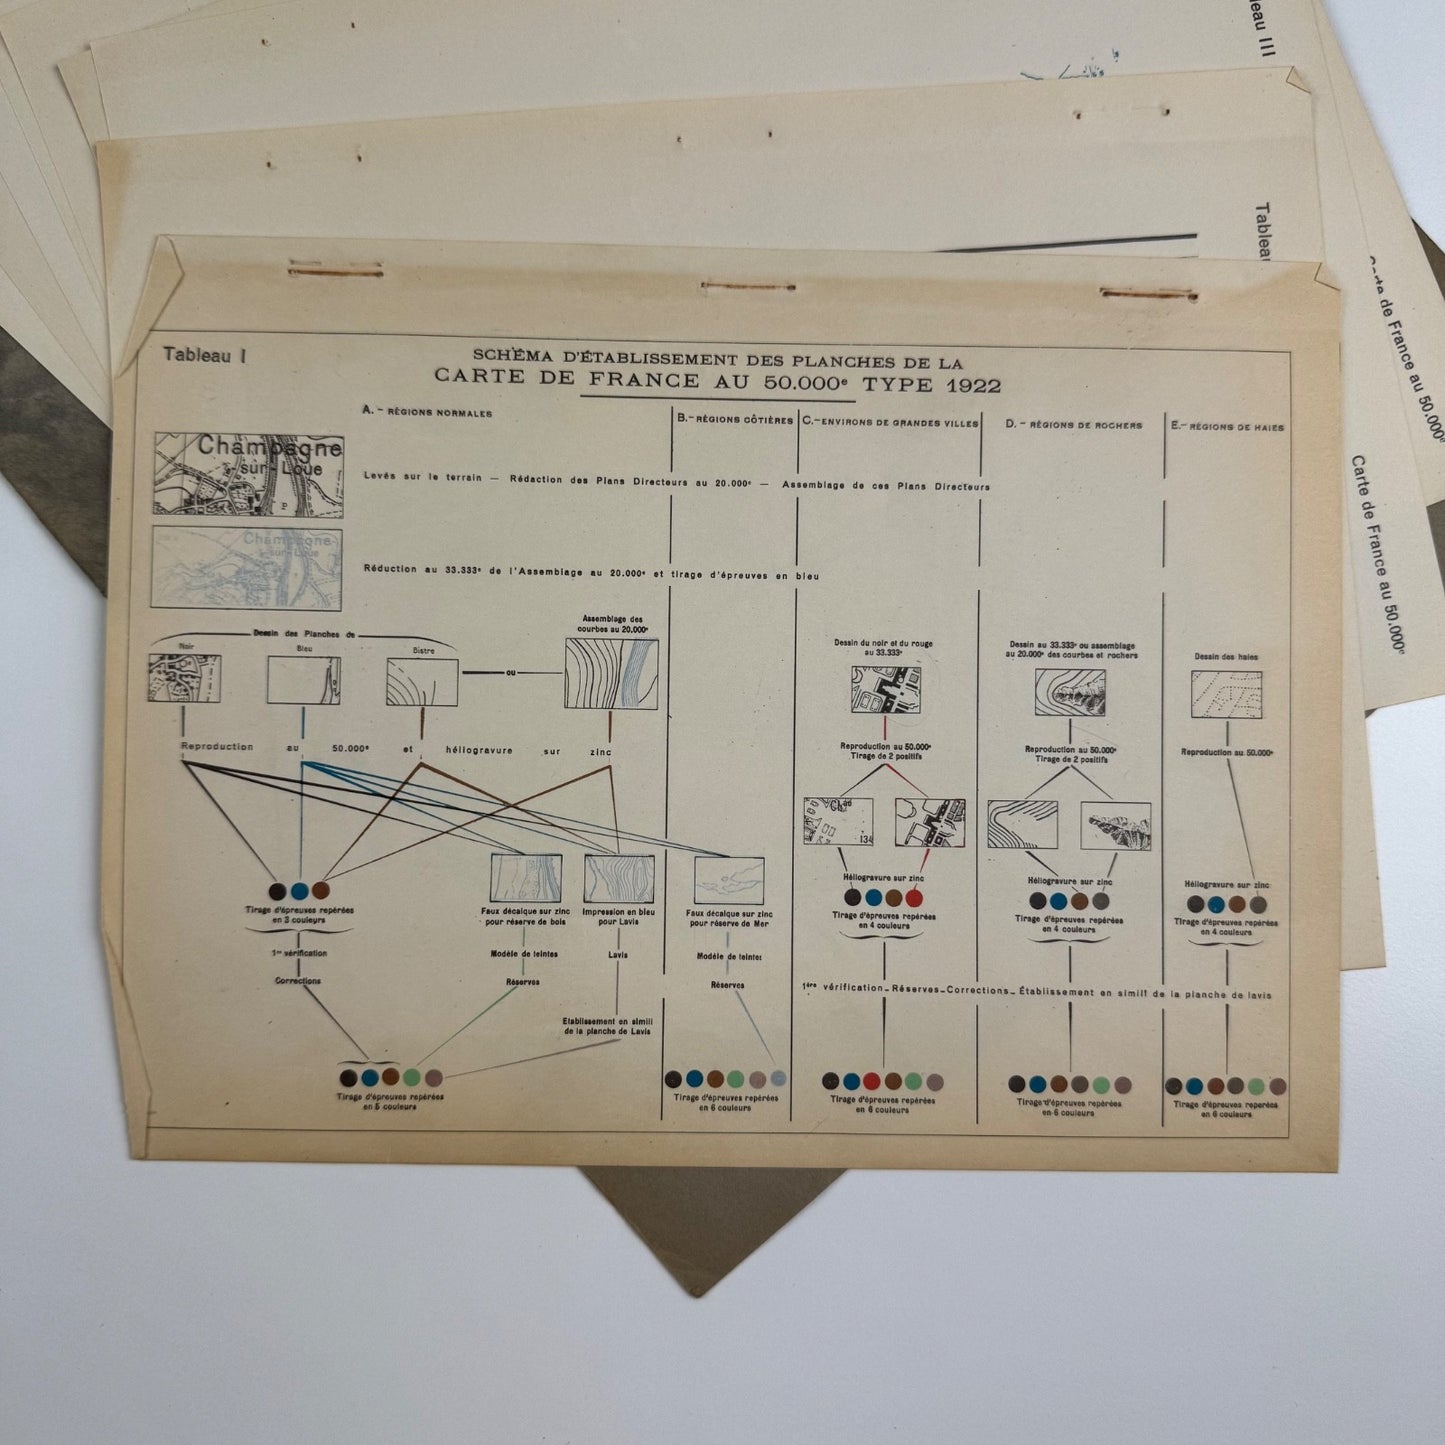 eau III
Tableau
Carte de France au 50.000e
Carte de France au 50.000e
Tableau I
SCHÉMA D'ÉTABLISSEMENT DES PLANCHES DE LA
CARTE DE FRANCE AU 50.000e TYPE 1922
A. - RÉGIONS NORMALES
B.- RÉGIONS CÔTIÈRES
C.- ENVIRONS DE GRANDES VILLES
D. - RÉGIONS DE ROCHERS
E.- RÉGIONS DE HAIES
Champagne
-sur-Loue
Levés sur le terrain — Rédaction des Plans Directeurs au 20.000e — Assemblage de ces Plans Directeurs
Champagne
-sur-Loue
Réduction au 33.333e de l'Assemblage au 20.000e et tirage d'épreuves en bleu
Dessin des Planches de
Noir
Bleu
Bistre
ou
Assemblage des
courbes au 20.000e
Dessin du noir et du rouge
au 33.333e
Dessin au 33.333e ou assemblage
au 20.000e des courbes et rochers
Dessin des haies
Reproduction au 50.000e et héliogravure sur zinc
Reproduction au 50.000e
Tirage de 2 positifs
Reproduction au 50.000e
Tirage de 2 positifs
Reproduction au 50.000e
134
Héliogravure sur zinc
Héliogravure sur zinc
Héliogravure sur zinc
Tirage d'épreuves repérées
en 3 couleurs
Faux décalque sur zinc
pour réserve de bois
Impression en bleu
pour Lavis
Faux décalque sur zinc
pour réserve de Mer
Tirage d'épreuves repérées
en 4 couleurs
Tirage d'épreuves repérées
en 4 couleurs
Tirage d'épreuves repérées
en 4 couleurs
1re vérification
Modèle de teintes
Lavis
Modèle de teintes
Corrections
Réserves
Réserves
1ère vérification_Réserves_Corrections_Établissement en simili de la planche de lavis
Etablissement en simili
de la planche de Lavis
Tirage d'épreuves repérées
en 5 couleurs
Tirage d'épreuves repérées
en 6 couleurs
Tirage d'épreuves repérées
en 6 couleurs
Tirage d'épreuves repérées
en 6 couleurs
Tirage d'épreuves repérées
en 6 couleurs